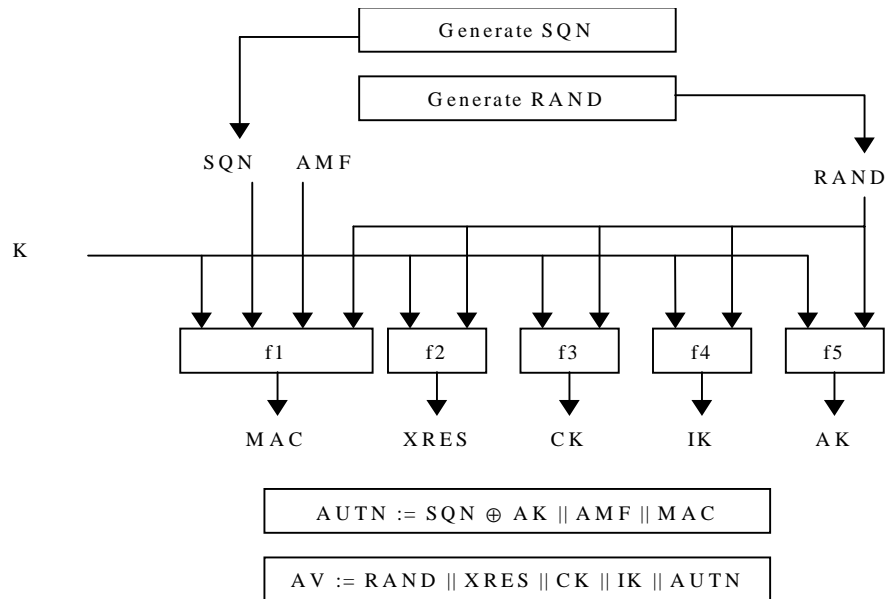 Generate SQN
Generate RAND
SQN AMF
RAND
K
f1 f2 f3 f4 f5
MAC XRES CK IK AK
AUTN := SQN ⊕ AK || AMF || MAC
AV := RAND || XRES || CK || IK || AUTN